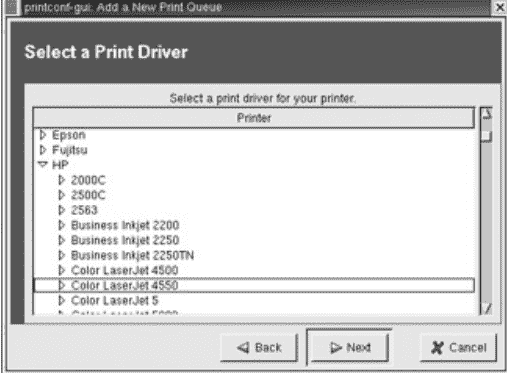 printconf-gui: Add a New Print Queue
Select a Print Driver
Select a print driver for your printer.
Printer
Epson
Fujitsu
HP
2000C
2500C
2563
Business Inkjet 2200
Business Inkjet 2250
Business Inkjet 2250TN
Color LaserJet 4500
Color LaserJet 4550
Color LaserJet 5
Back
Next
Cancel